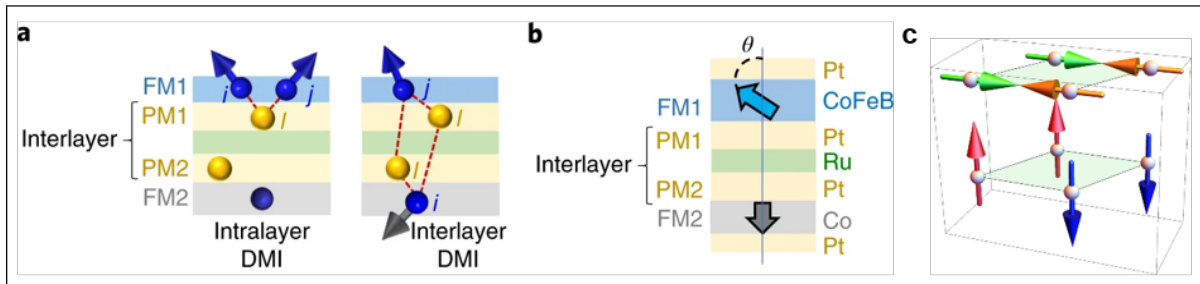 a
i
j
FM1
PM1
l
Interlayer
PM2
FM2
Intralayer
DMI
j
l
l
i
Interlayer
DMI
b
θ
Pt
FM1
CoFeB
PM1
Pt
Interlayer
Ru
PM2
Pt
FM2
Co
Pt
c